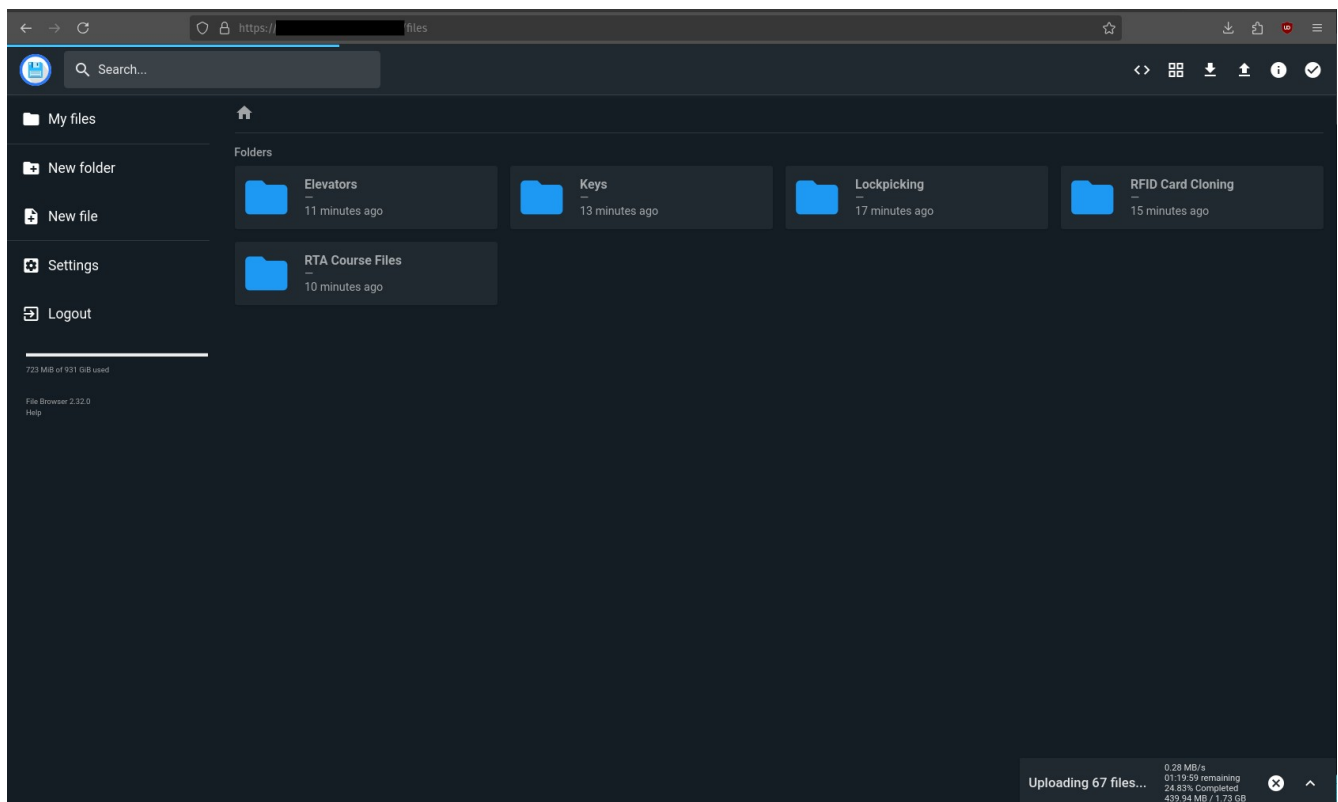 https:// /files
Search...
My files
New folder
New file
Settings
Logout
723 MiB of 931 GiB used
File Browser 2.32.0
Help
Folders
Elevators
—
11 minutes ago
Keys
—
13 minutes ago
Lockpicking
—
17 minutes ago
RFID Card Cloning
—
15 minutes ago
RTA Course Files
—
10 minutes ago
Uploading 67 files...
0.28 MB/s
01:19:59 remaining
24.83% Completed
439.94 MB / 1.73 GB